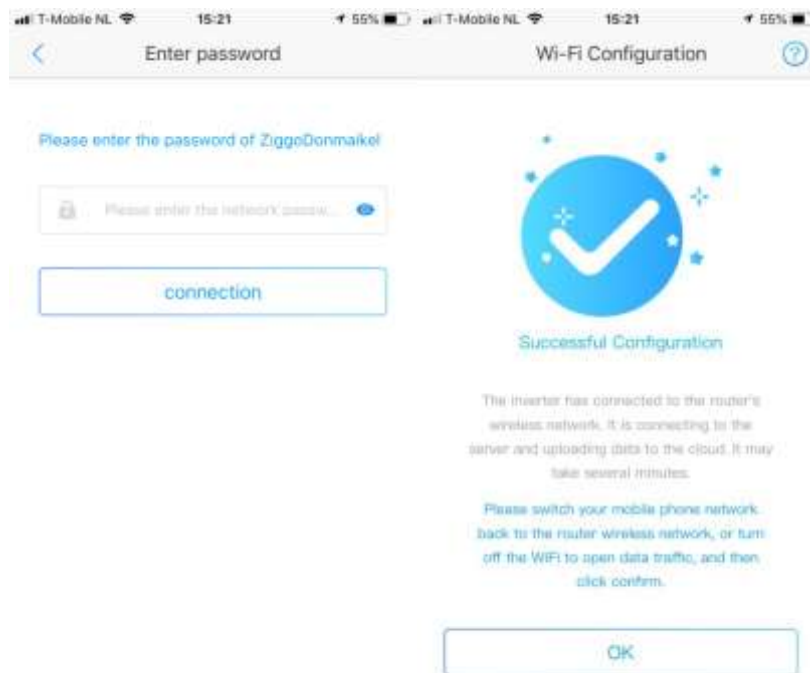 T-Mobile NL 15:21 55%
Enter password
Please enter the password of ZiggoDonmaikel
Please enter the network passw...
connection
T-Mobile NL 15:21 55%
Wi-Fi Configuration ?
Successful Configuration
The inverter has connected to the router's
wireless network. It is connecting to the
server and uploading data to the cloud. It may
take several minutes.
Please switch your mobile phone network
back to the router wireless network, or turn
off the WiFi to open data traffic, and then
click confirm.
OK